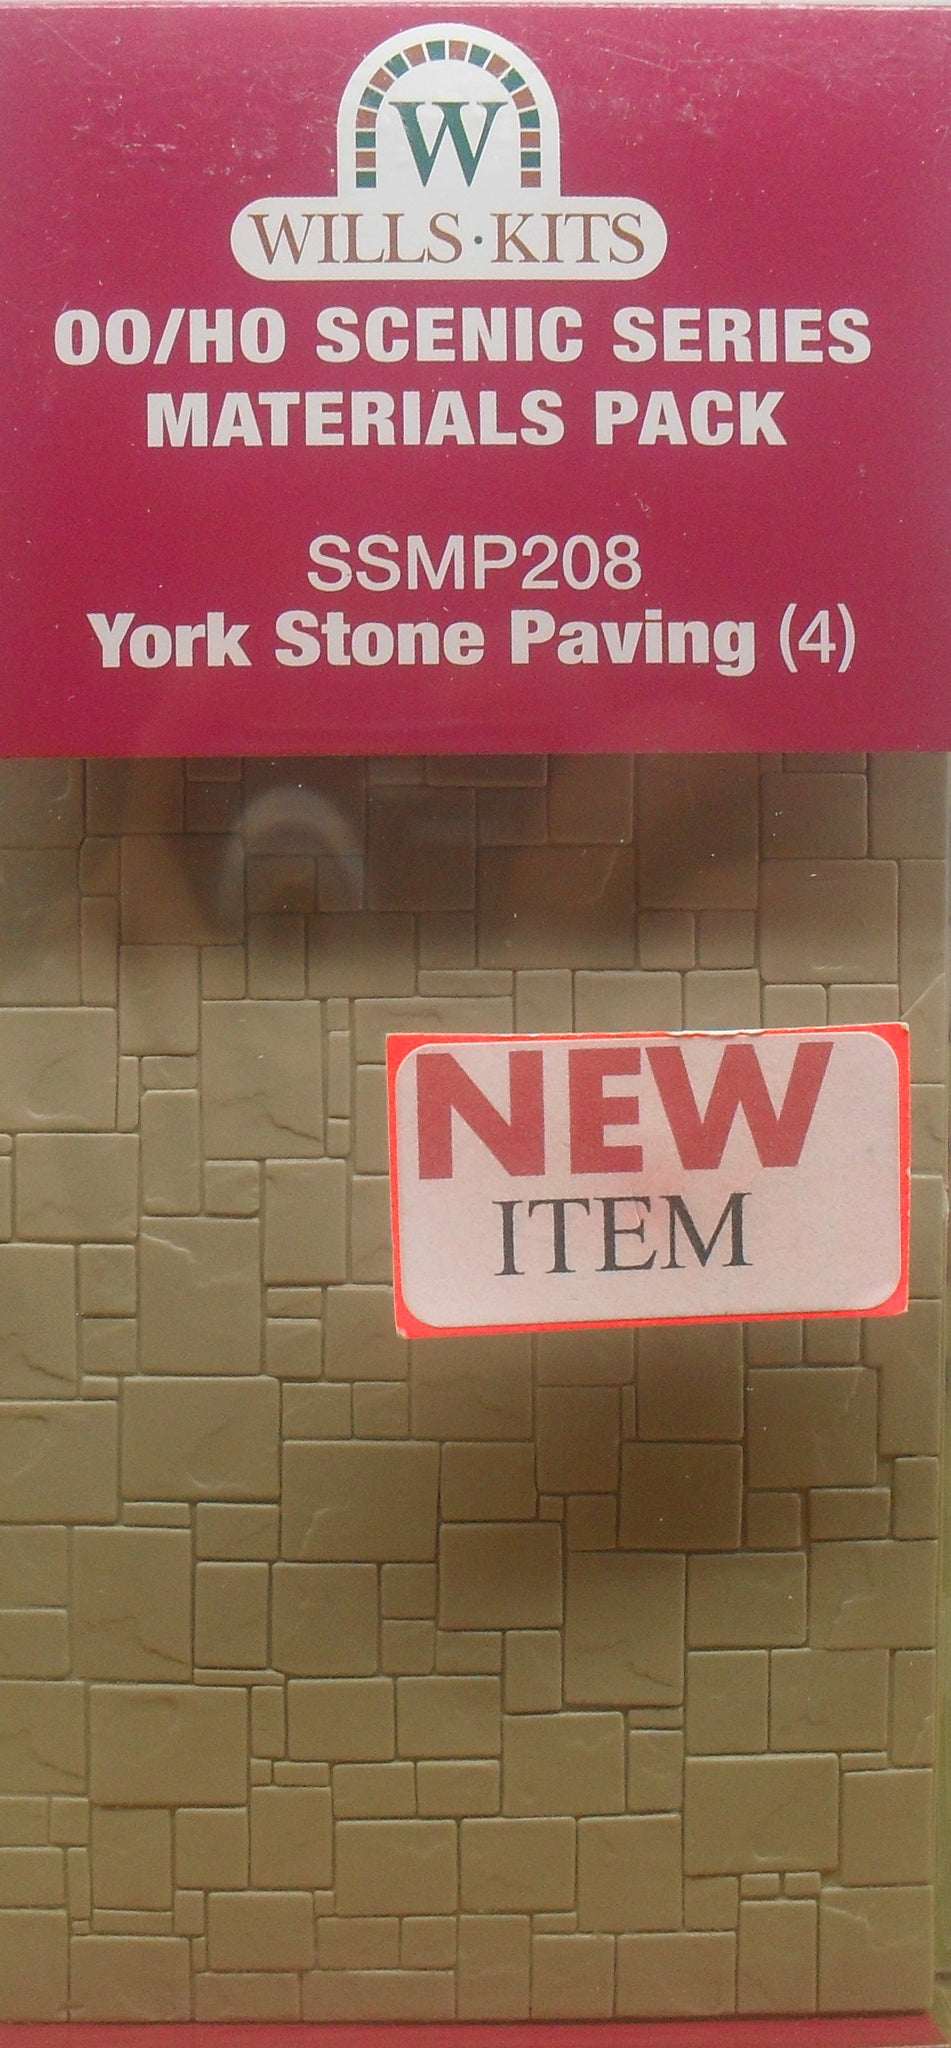 W
WILLS·KITS
OO/HO SCENIC SERIES
MATERIALS PACK
SSMP208
York Stone Paving (4)
NEW
ITEM